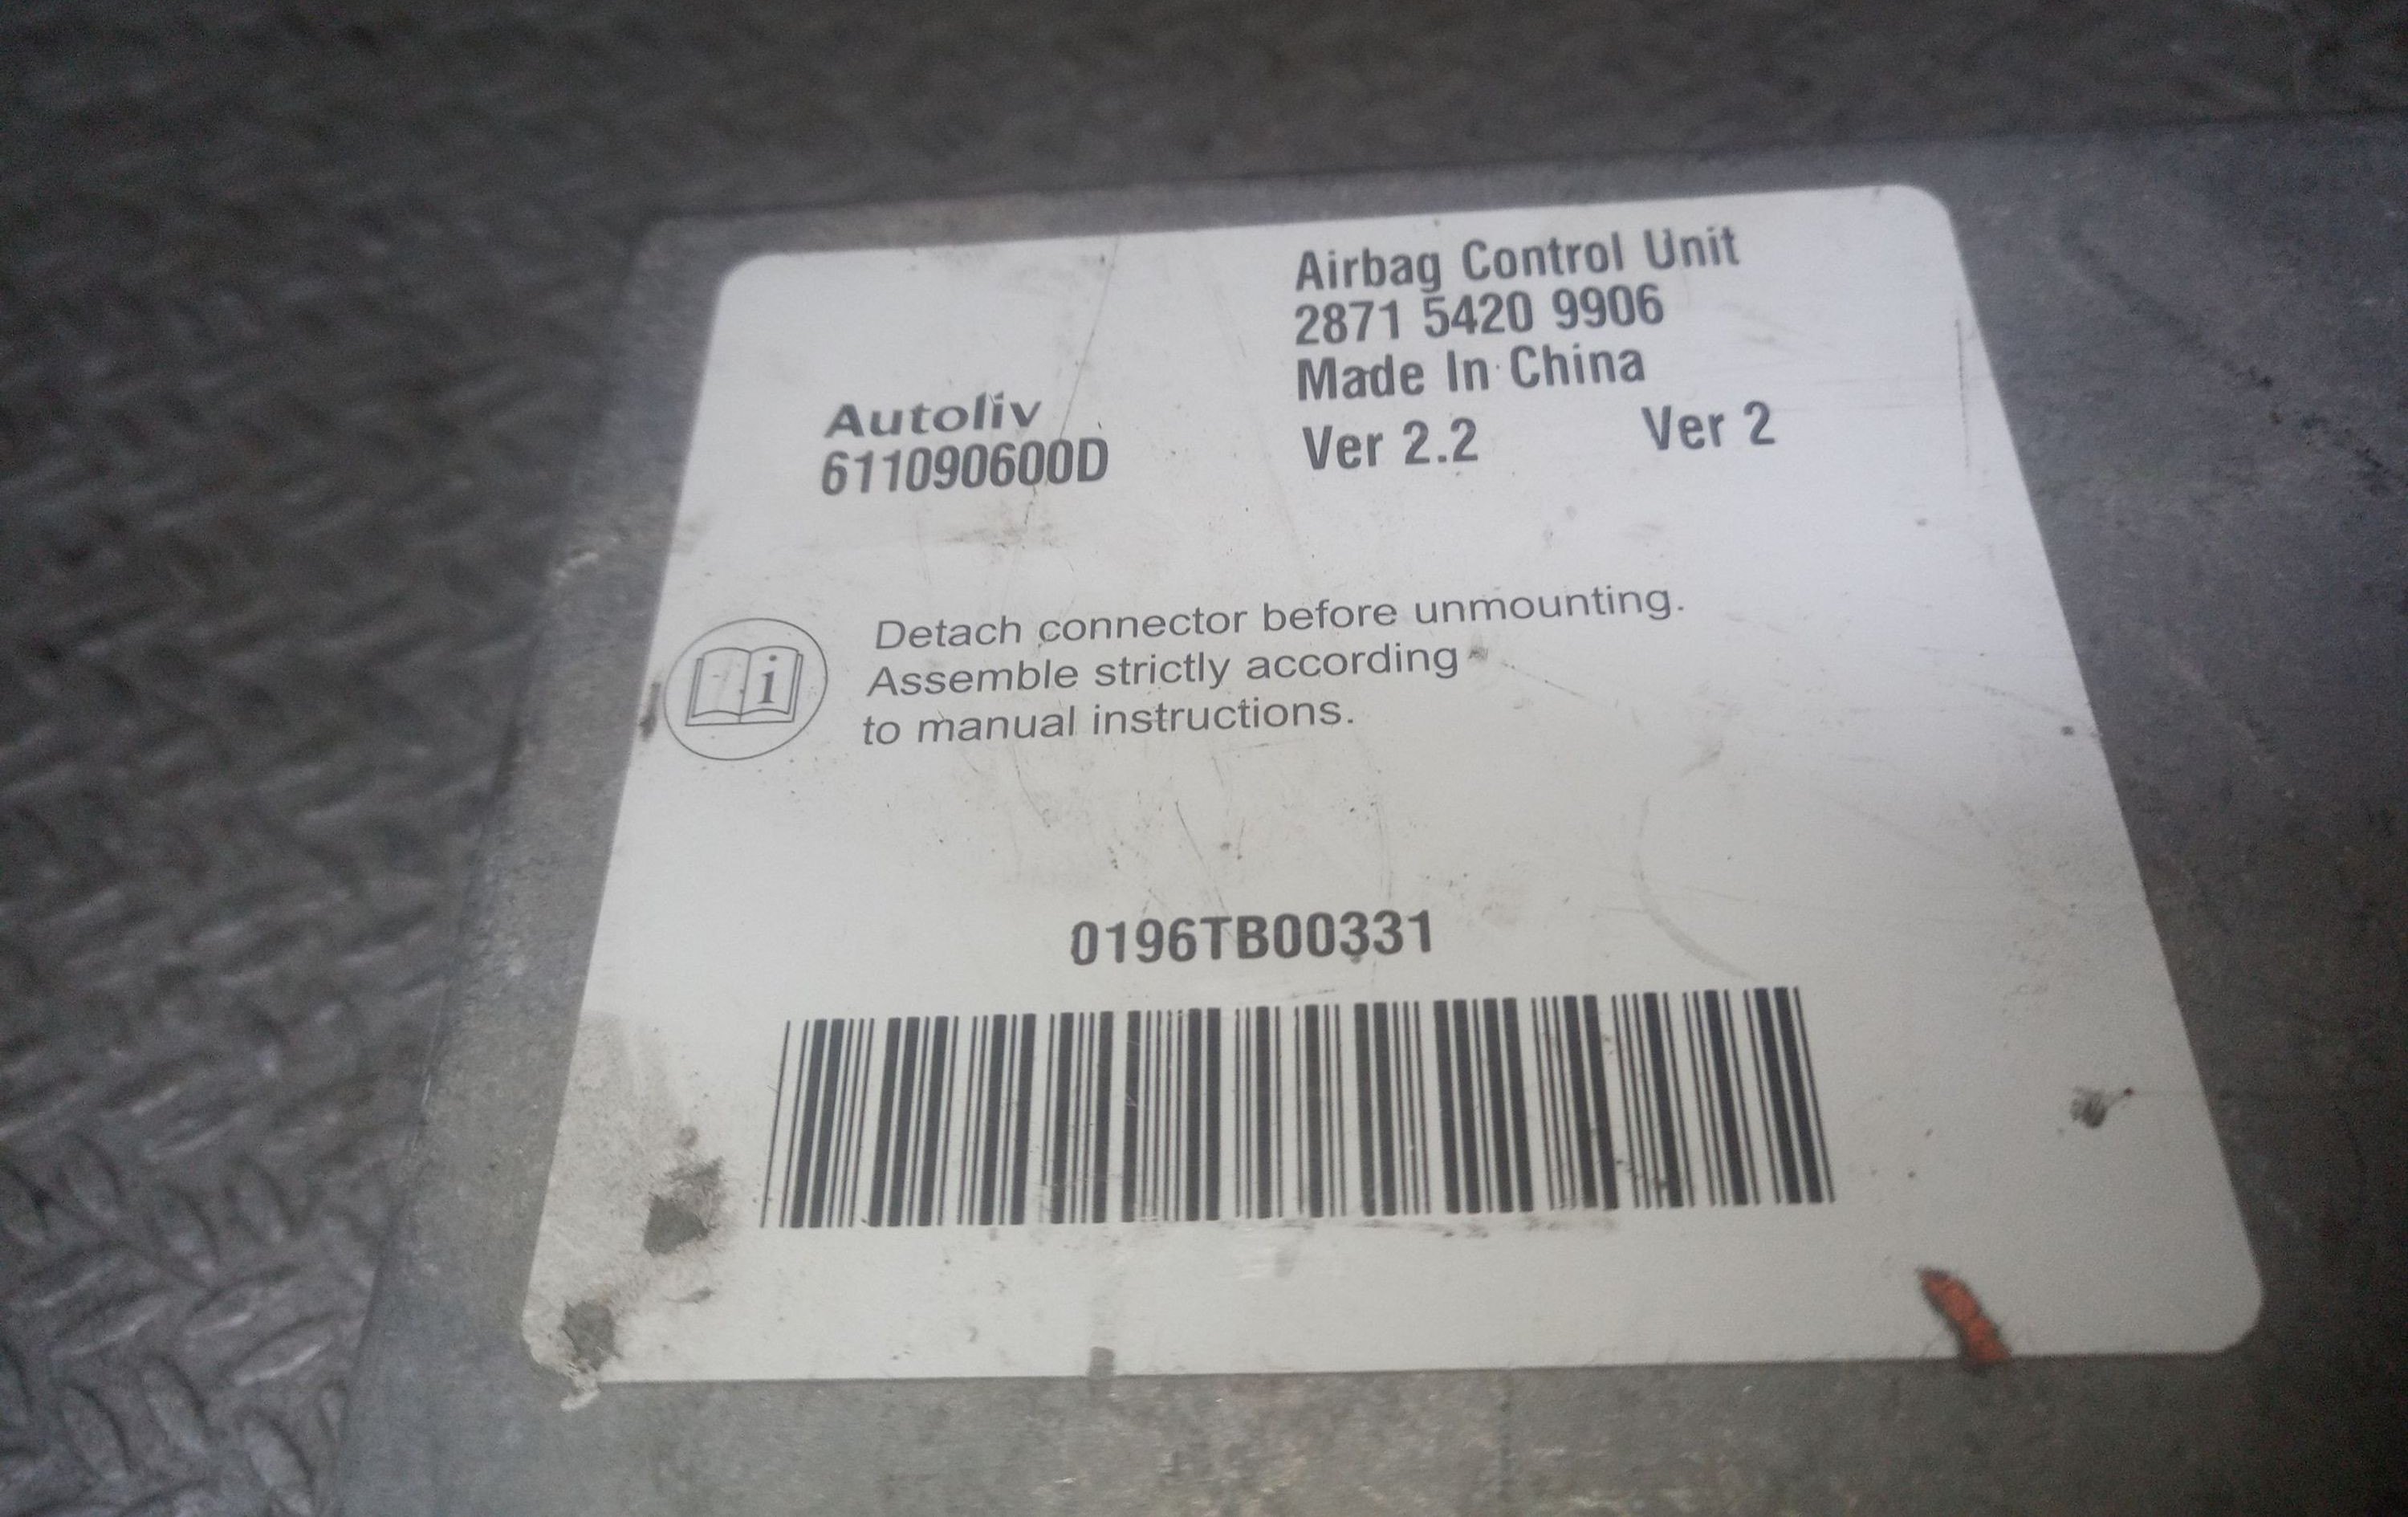 Airbag Control Unit
2871 5420 9906
Made In China
Ver 2.2 Ver 2
Autoliv
611090600D
i
Detach connector before unmounting.
Assemble strictly according
to manual instructions.
0196TB00331